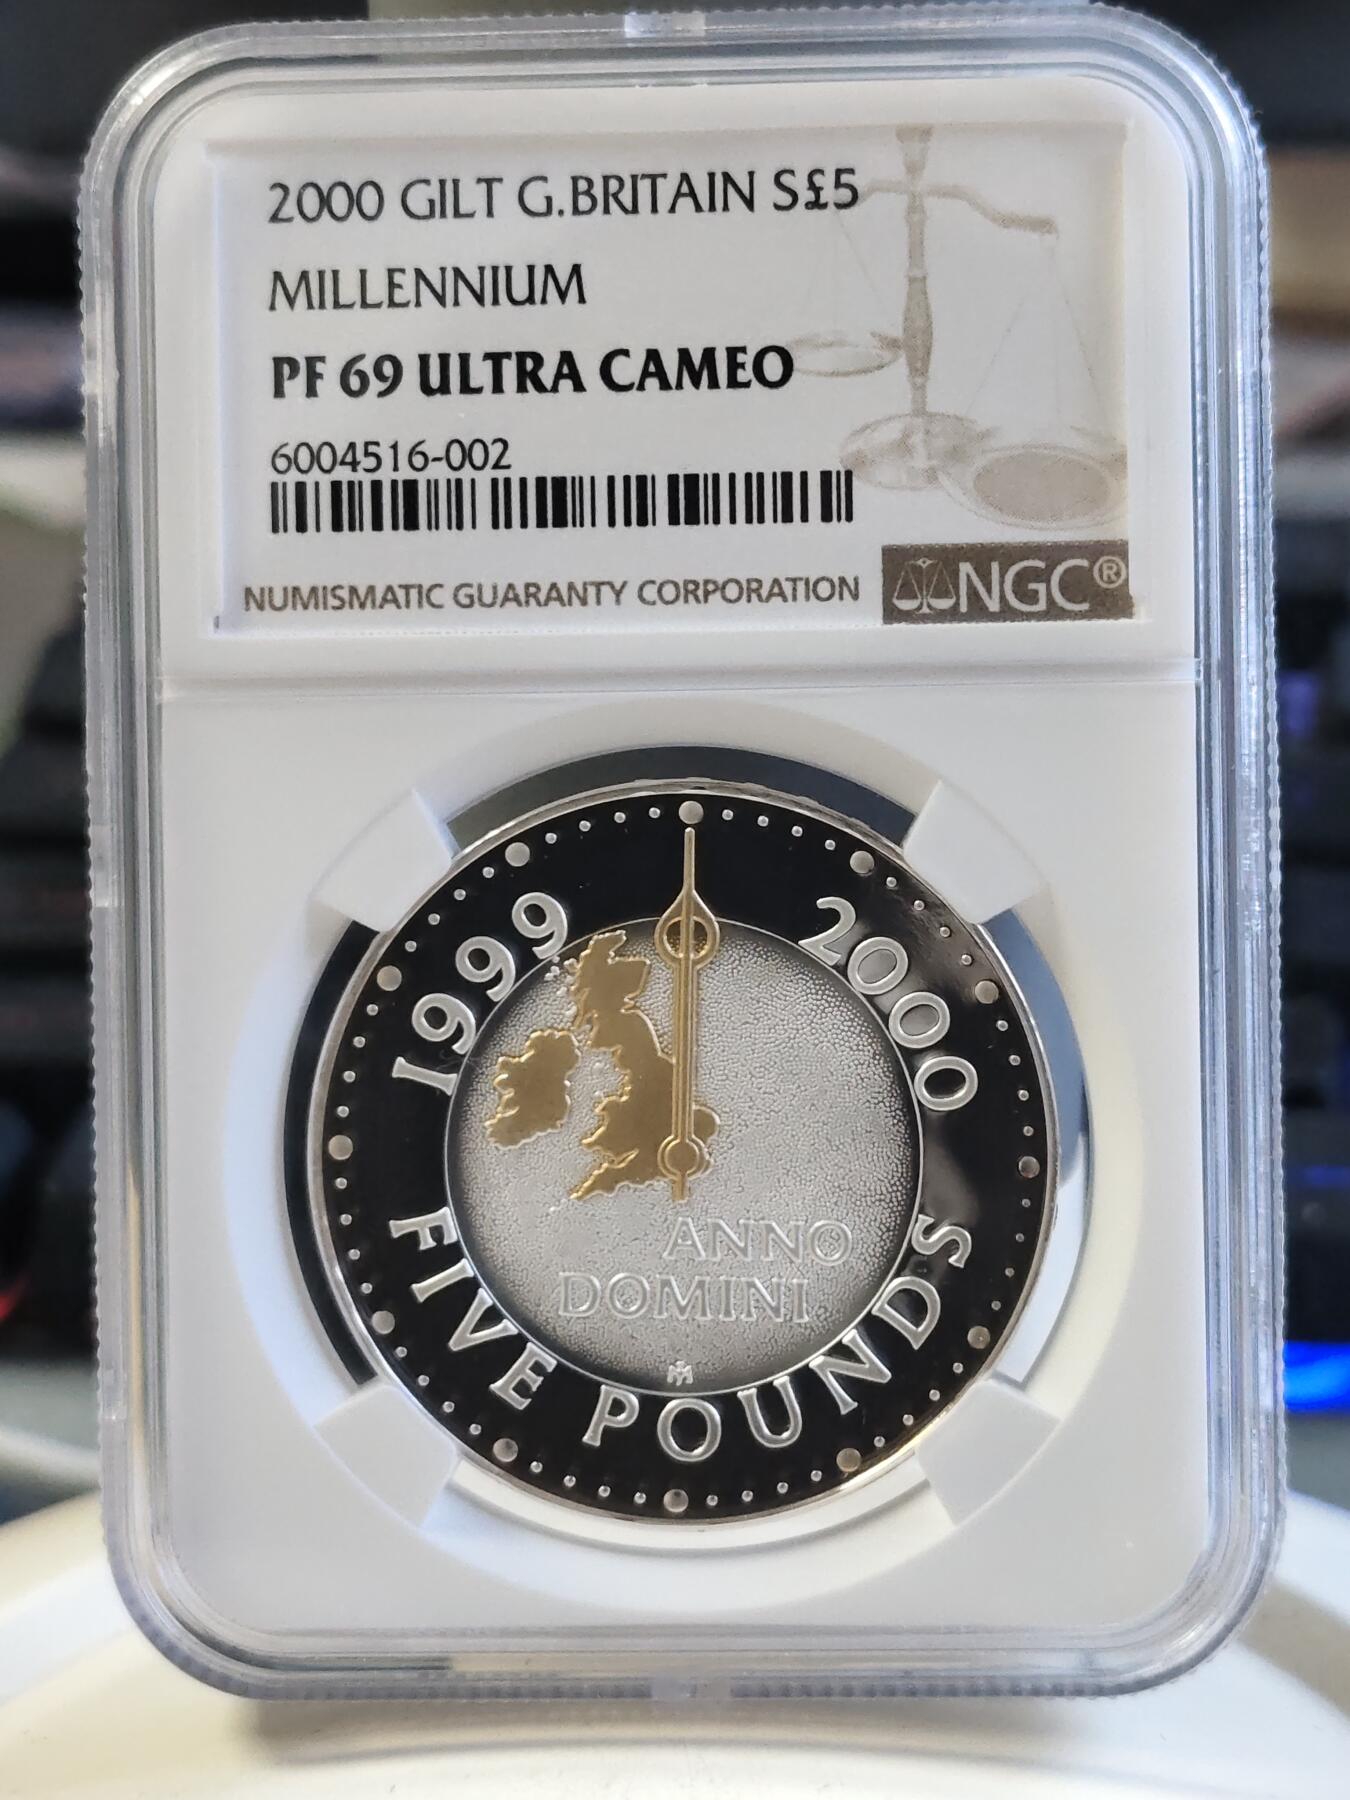 2000 GILT G.BRITAIN S£5
MILLENNIUM
PF 69 ULTRA CAMEO
6004516-002
NUMISMATIC GUARANTY CORPORATION
NGC®
1999
2000
ANNO
DOMINI
FIVE POUNDS